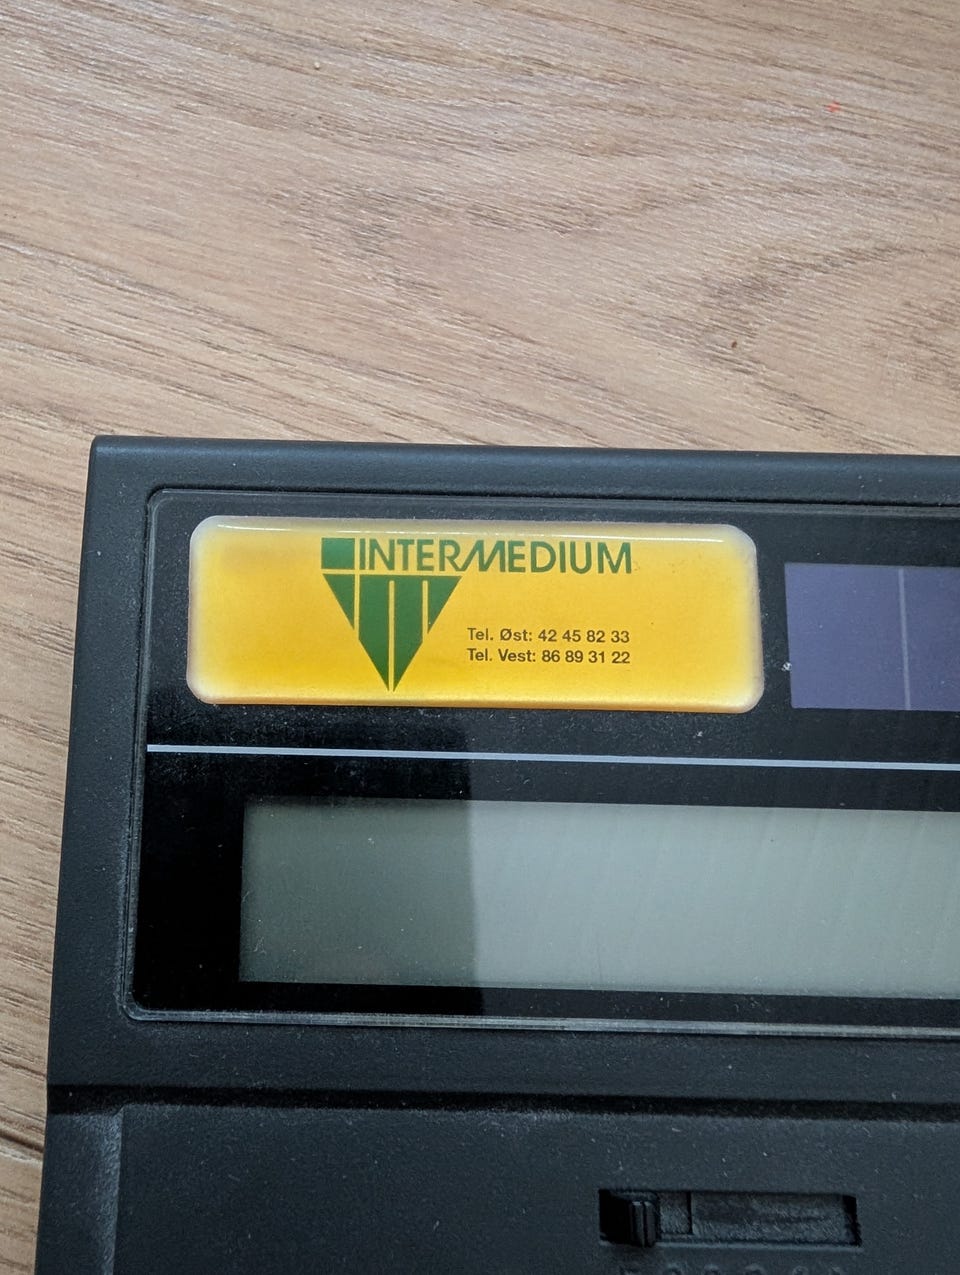 INTERMEDIUM
Tel. Øst: 42 45 82 33
Tel. Vest: 86 89 31 22